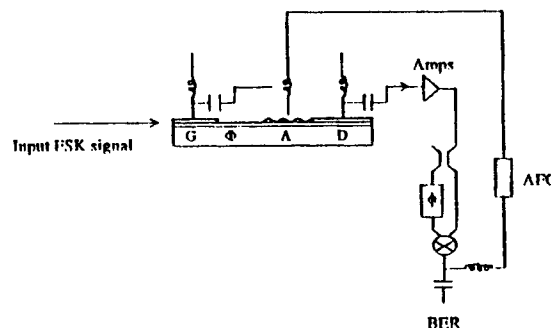 Amps
Input FSK signal
G Φ A D
AFC
Φ
BER